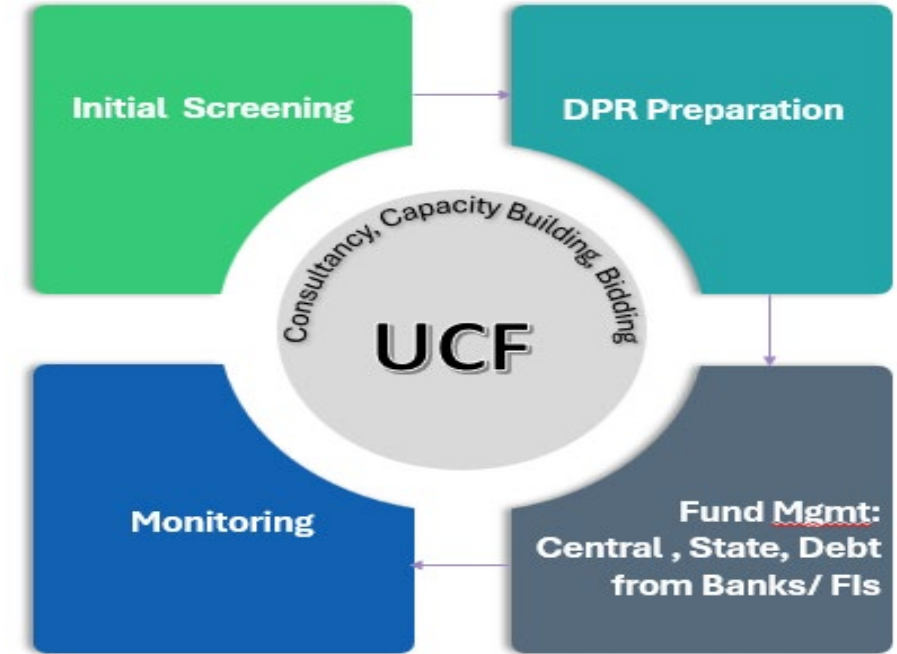 Initial Screening
DPR Preparation
Consultancy, Capacity Building, Bidding
UCF
Monitoring
Fund Mgmt:
Central , State, Debt
from Banks/ FIs